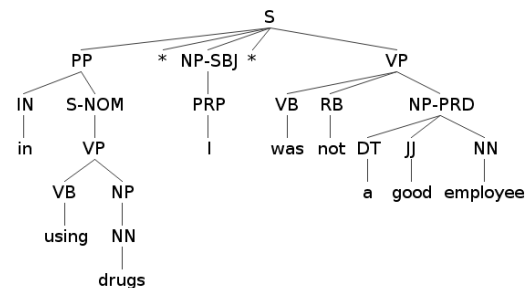 S
PP * NP-SBJ * VP
IN S-NOM PRP VB RB NP-PRD
in VP I was not DT JJ NN
VB NP a good employee
using NN
drugs